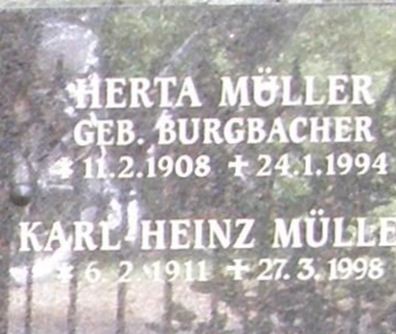 HERTA MÜLLER
GEB. BURGBACHER
* 11.2.1908 ✝ 24.1.1994
KARL HEINZ MÜLLE
* 6. 2. 1911 ✝ 27. 3. 1998